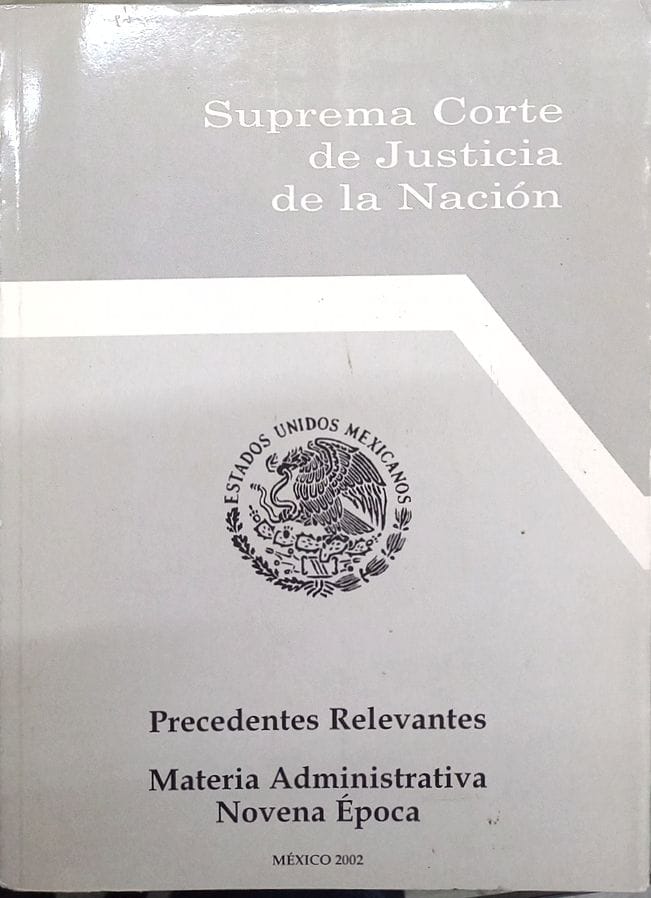 Suprema Corte
de Justicia
de la Nación
ESTADOS UNIDOS MEXICANOS
Precedentes Relevantes
Materia Administrativa
Novena Época
MÉXICO 2002